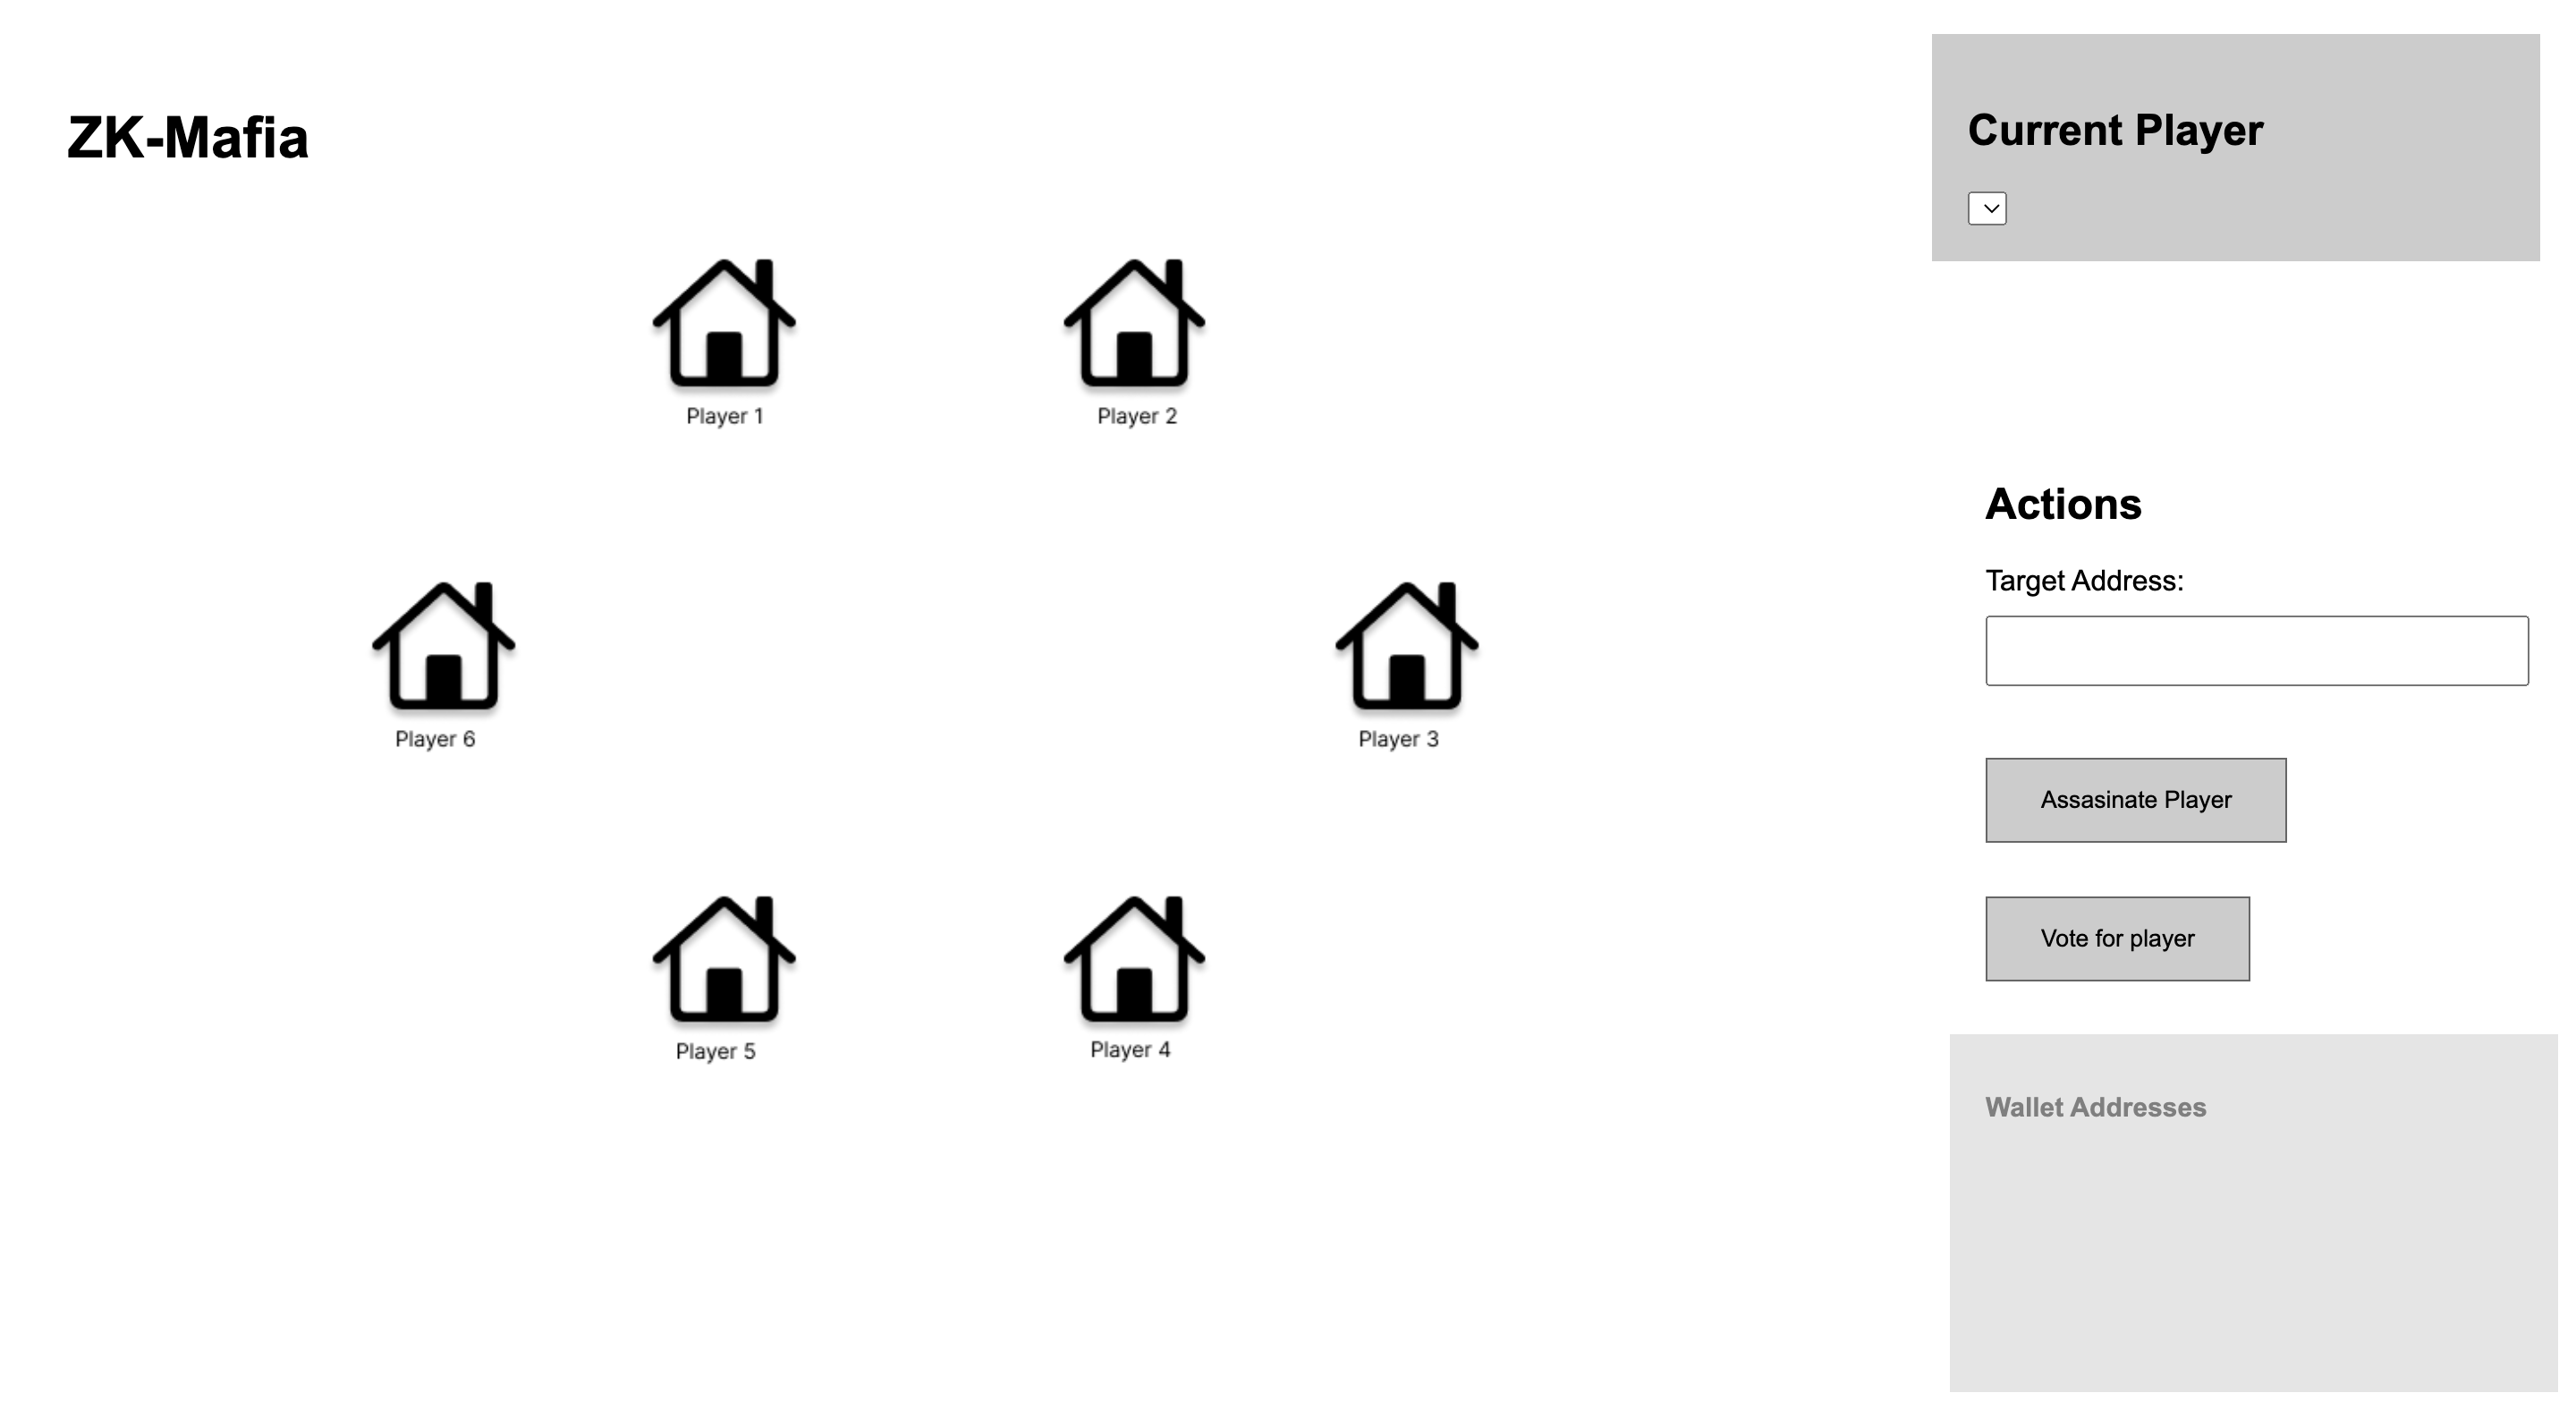 ZK-Mafia
Current Player
Player 1
Player 2
Actions
Target Address:
Player 6
Player 3
Assasinate Player
Vote for player
Player 5
Player 4
Wallet Addresses